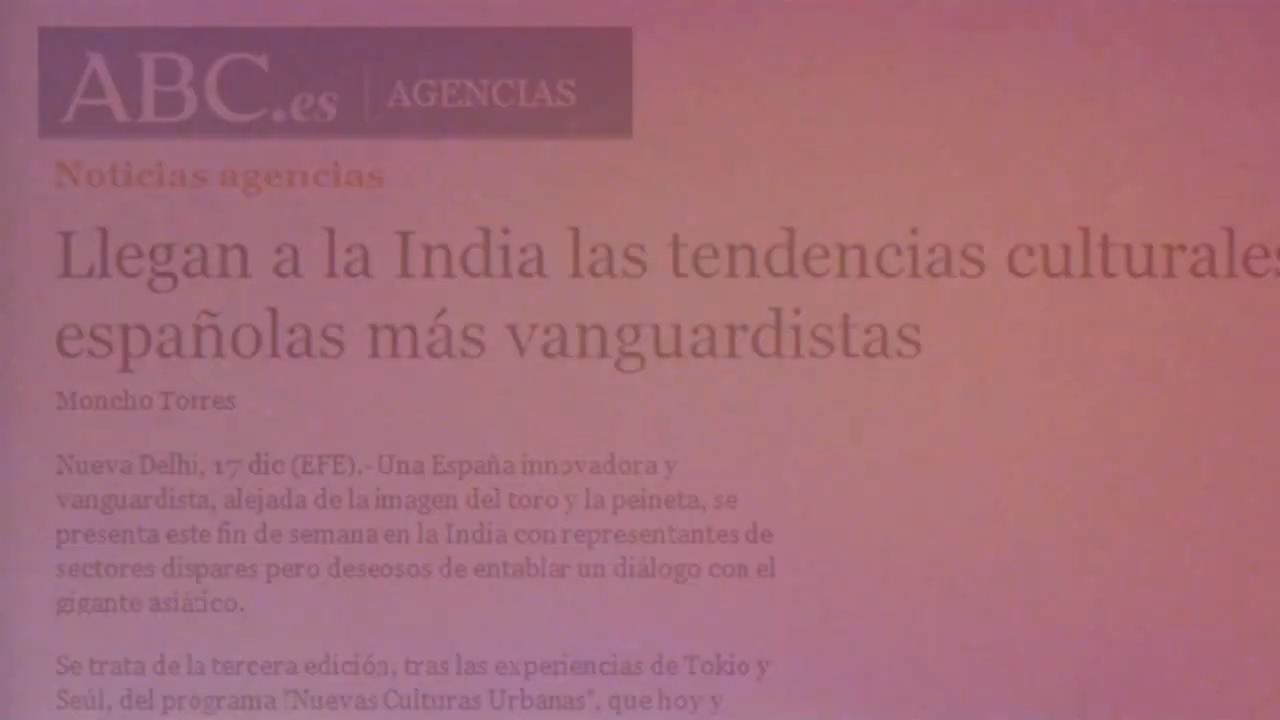 ABC.es | AGENCIAS
Noticias agencias
Llegan a la India las tendencias culturales
españolas más vanguardistas
Moncho Torres
Nueva Delhi, 17 dic (EFE).- Una España innovadora y
vanguardista, alejada de la imagen del toro y la peineta, se
presenta este fin de semana en la India con representantes de
sectores dispares pero deseosos de entablar un diálogo con el
gigante asiático.
Se trata de la tercera edición, tras las experiencias de Tokio y
Seúl, del programa "Nuevas Culturas Urbanas", que hoy y